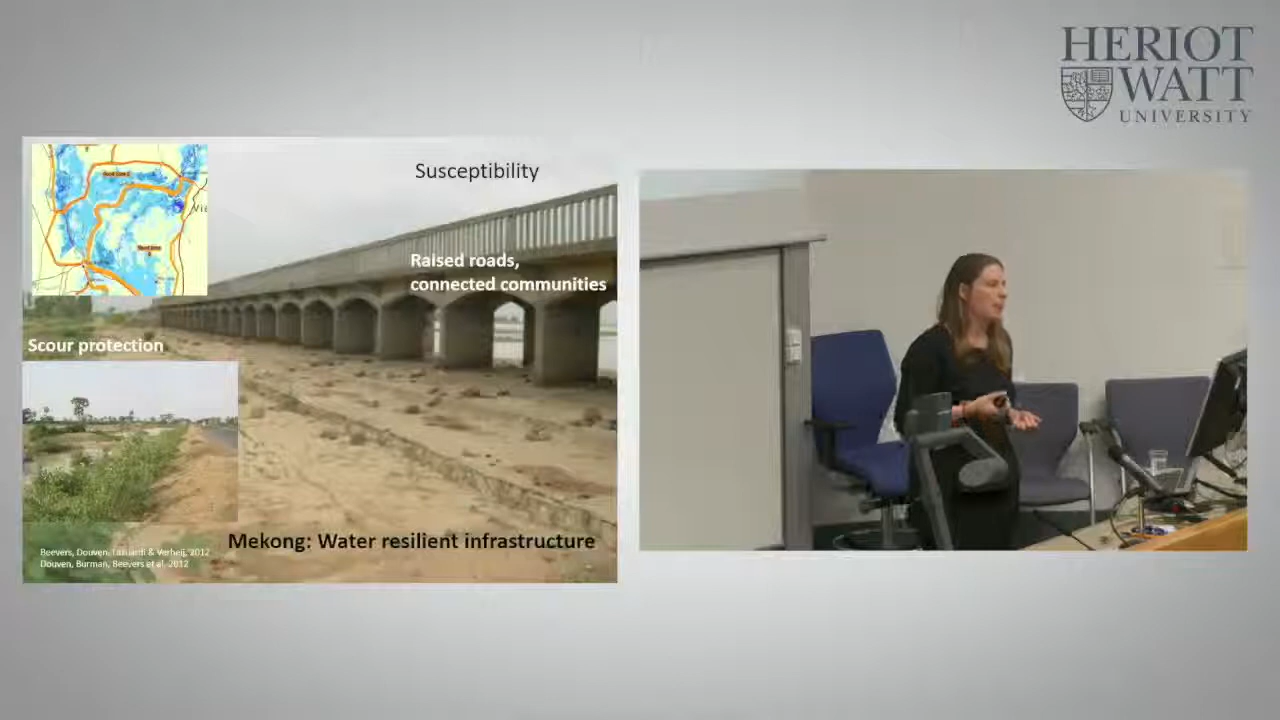 HERIOT
WATT
UNIVERSITY
Susceptibility
Raised roads,
connected communities
Scour protection
Mekong: Water resilient infrastructure
Beevers, Douven, & Verheij, 2012
Douven, Burman, Beevers et al. 2012